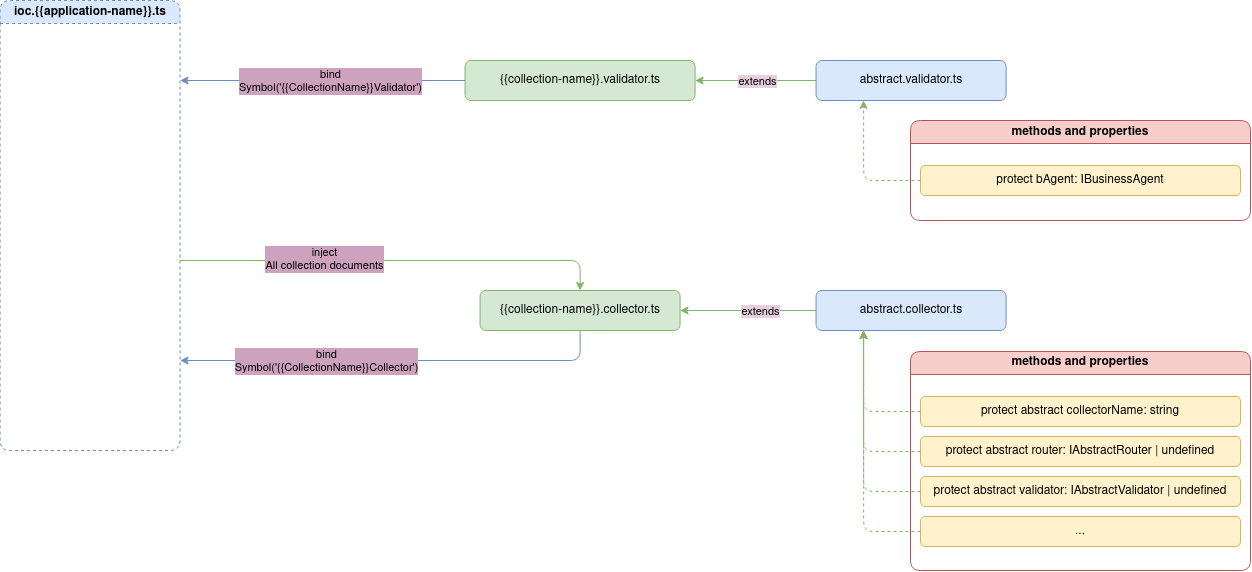 ioc.{{application-name}}.ts
bind
Symbol('{{CollectionName}}Validator')
{{collection-name}}.validator.ts
extends
abstract.validator.ts
methods and properties
protect bAgent: IBusinessAgent
inject
All collection documents
{{collection-name}}.collector.ts
extends
abstract.collector.ts
bind
Symbol('{{CollectionName}}Collector')
methods and properties
protect abstract collectorName: string
protect abstract router: IAbstractRouter | undefined
protect abstract validator: IAbstractValidator | undefined
...